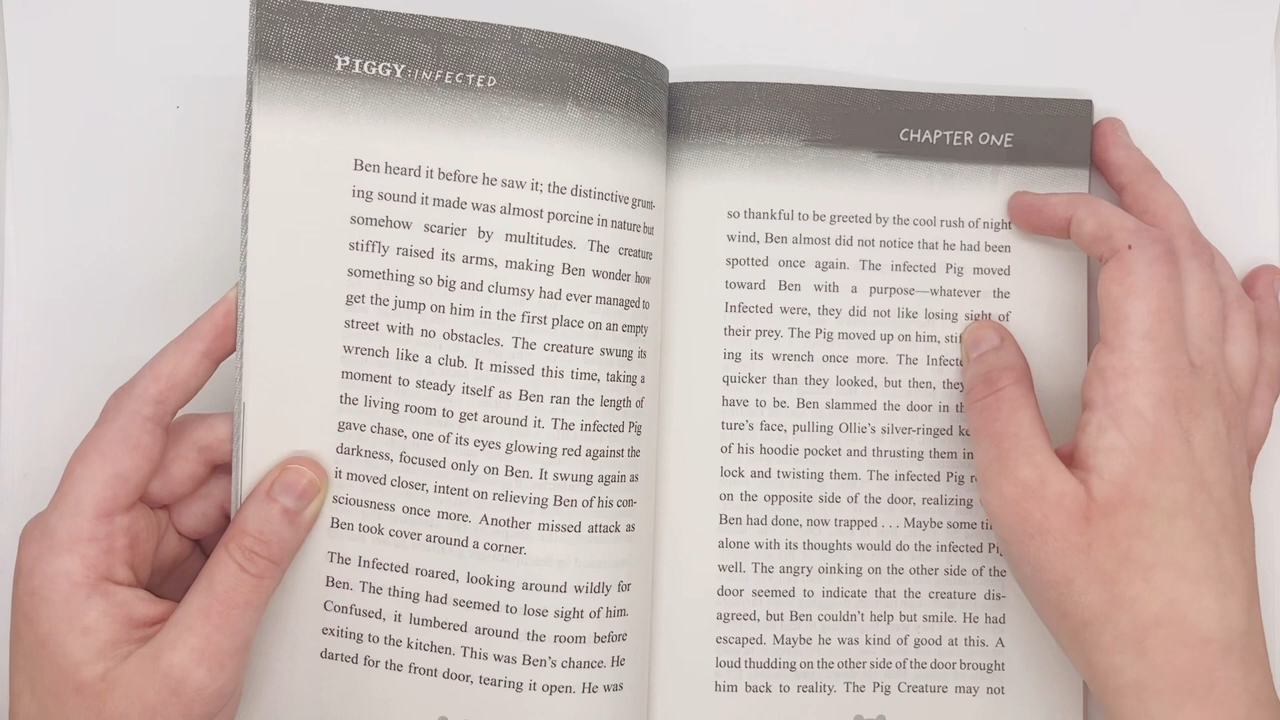 PIGGY:INFECTED
Ben heard it before he saw it; the distinctive grunt-
ing sound it made was almost porcine in nature but
somehow scarier by multitudes. The creature
stiffly raised its arms, making Ben wonder how
something so big and clumsy had ever managed to
get the jump on him in the first place on an empty
street with no obstacles. The creature swung its
wrench like a club. It missed this time, taking a
moment to steady itself as Ben ran the length of
the living room to get around it. The infected Pig
gave chase, one of its eyes glowing red against the
darkness, focused only on Ben. It swung again as
it moved closer, intent on relieving Ben of his con-
sciousness once more. Another missed attack as
Ben took cover around a corner.
The Infected roared, looking around wildly for
Ben. The thing had seemed to lose sight of him.
Confused, it lumbered around the room before
exiting to the kitchen. This was Ben's chance. He
darted for the front door, tearing it open. He was
CHAPTER ONE
so thankful to be greeted by the cool rush of night
wind, Ben almost did not notice that he had been
spotted once again. The infected Pig moved
toward Ben with a purpose—whatever the
Infected were, they did not like losing sight of
their prey. The Pig moved up on him,
ing its wrench once more. The
quicker than they looked, but then, they
have to be. Ben slammed the door in
ture's face, pulling Ollie's silver-ringed
of his hoodie pocket and thrusting them
lock and twisting them. The infected Pig
on the opposite side of the door, realizing
Ben had done, now trapped . . . Maybe some
alone with its thoughts would do the infected
well. The angry oinking on the other side of the
door seemed to indicate that the creature dis-
agreed, but Ben couldn't help but smile. He had
escaped. Maybe he was kind of good at this. A
loud thudding on the other side of the door brought
him back to reality. The Pig Creature may not